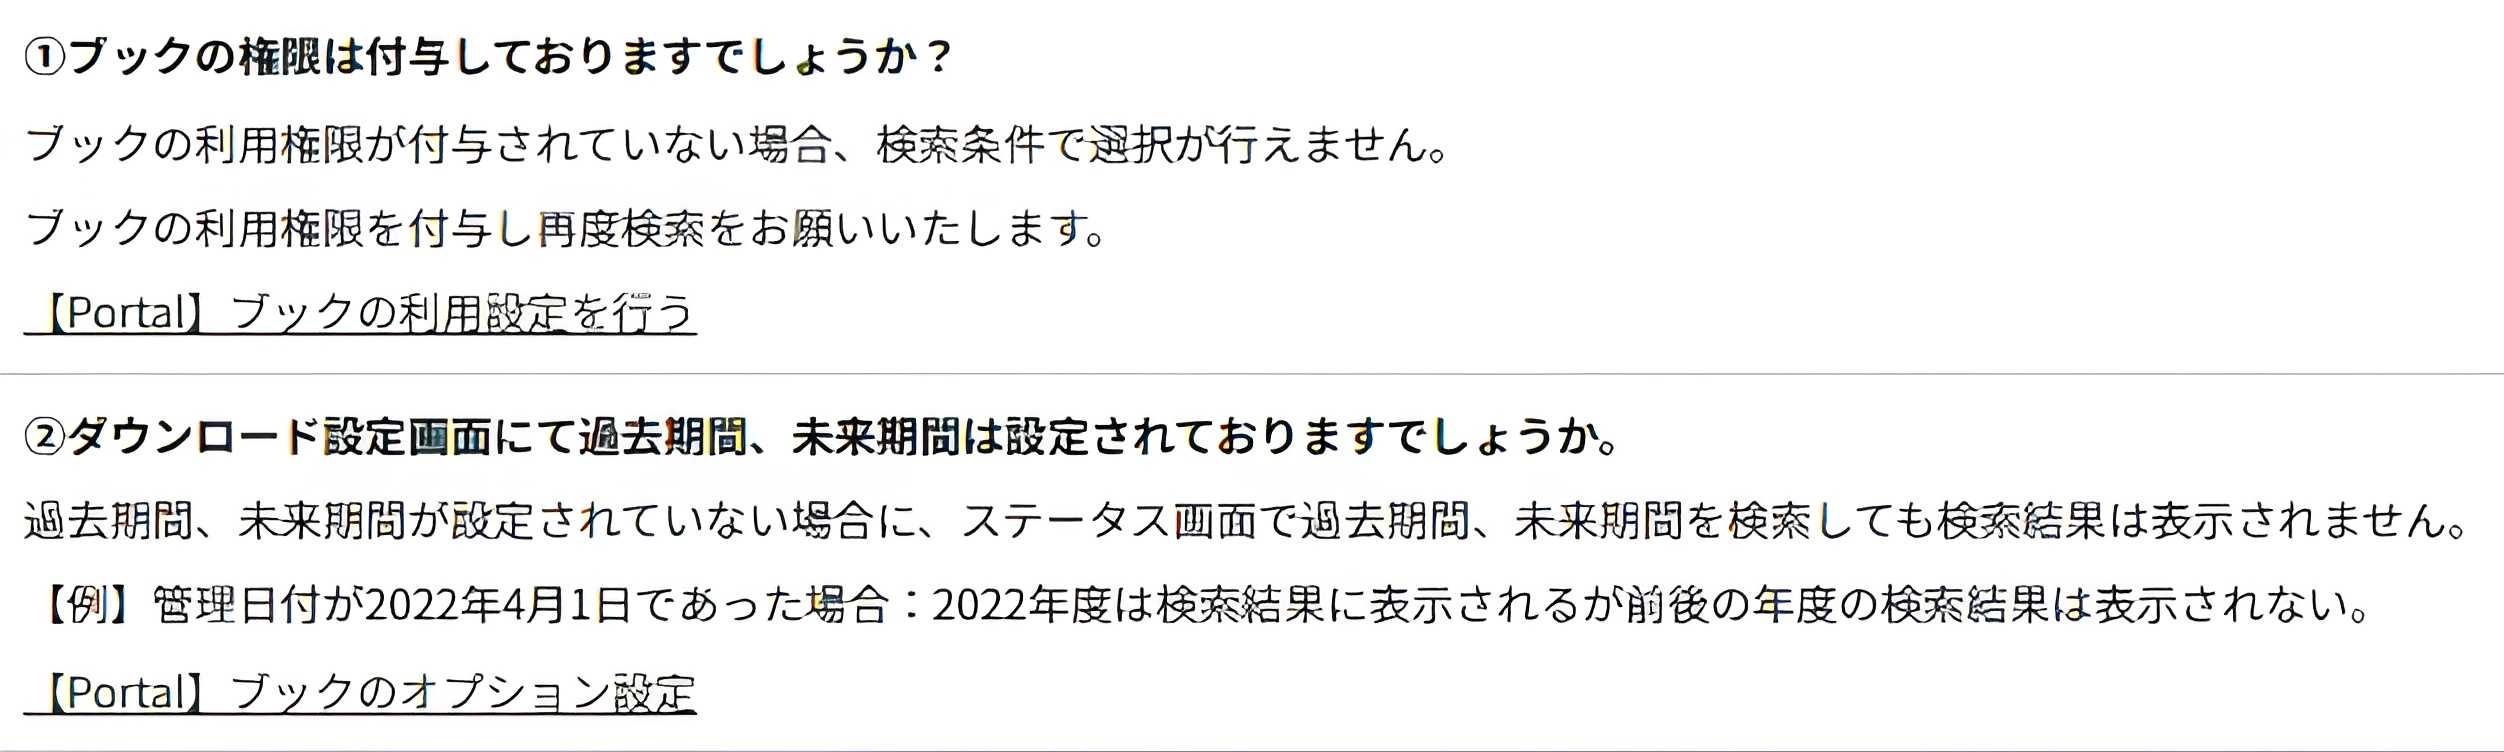 ①ブックの権限は付与しておりますでしょうか？
ブックの利用権限が付与されていない場合、検索条件で選択が行えません。
ブックの利用権限を付与し再度検索をお願いいたします。
【Portal】ブックの利用設定を行う
②ダウンロード設定画面にて過去期間、未来期間は設定されておりますでしょうか。
過去期間、未来期間が設定されていない場合に、ステータス画面で過去期間、未来期間を検索しても検索結果は表示されません。
【例】管理日付が2022年4月1日であった場合：2022年度は検索結果に表示されるが前後の年度の検索結果は表示されない。
【Portal】ブックのオプション設定